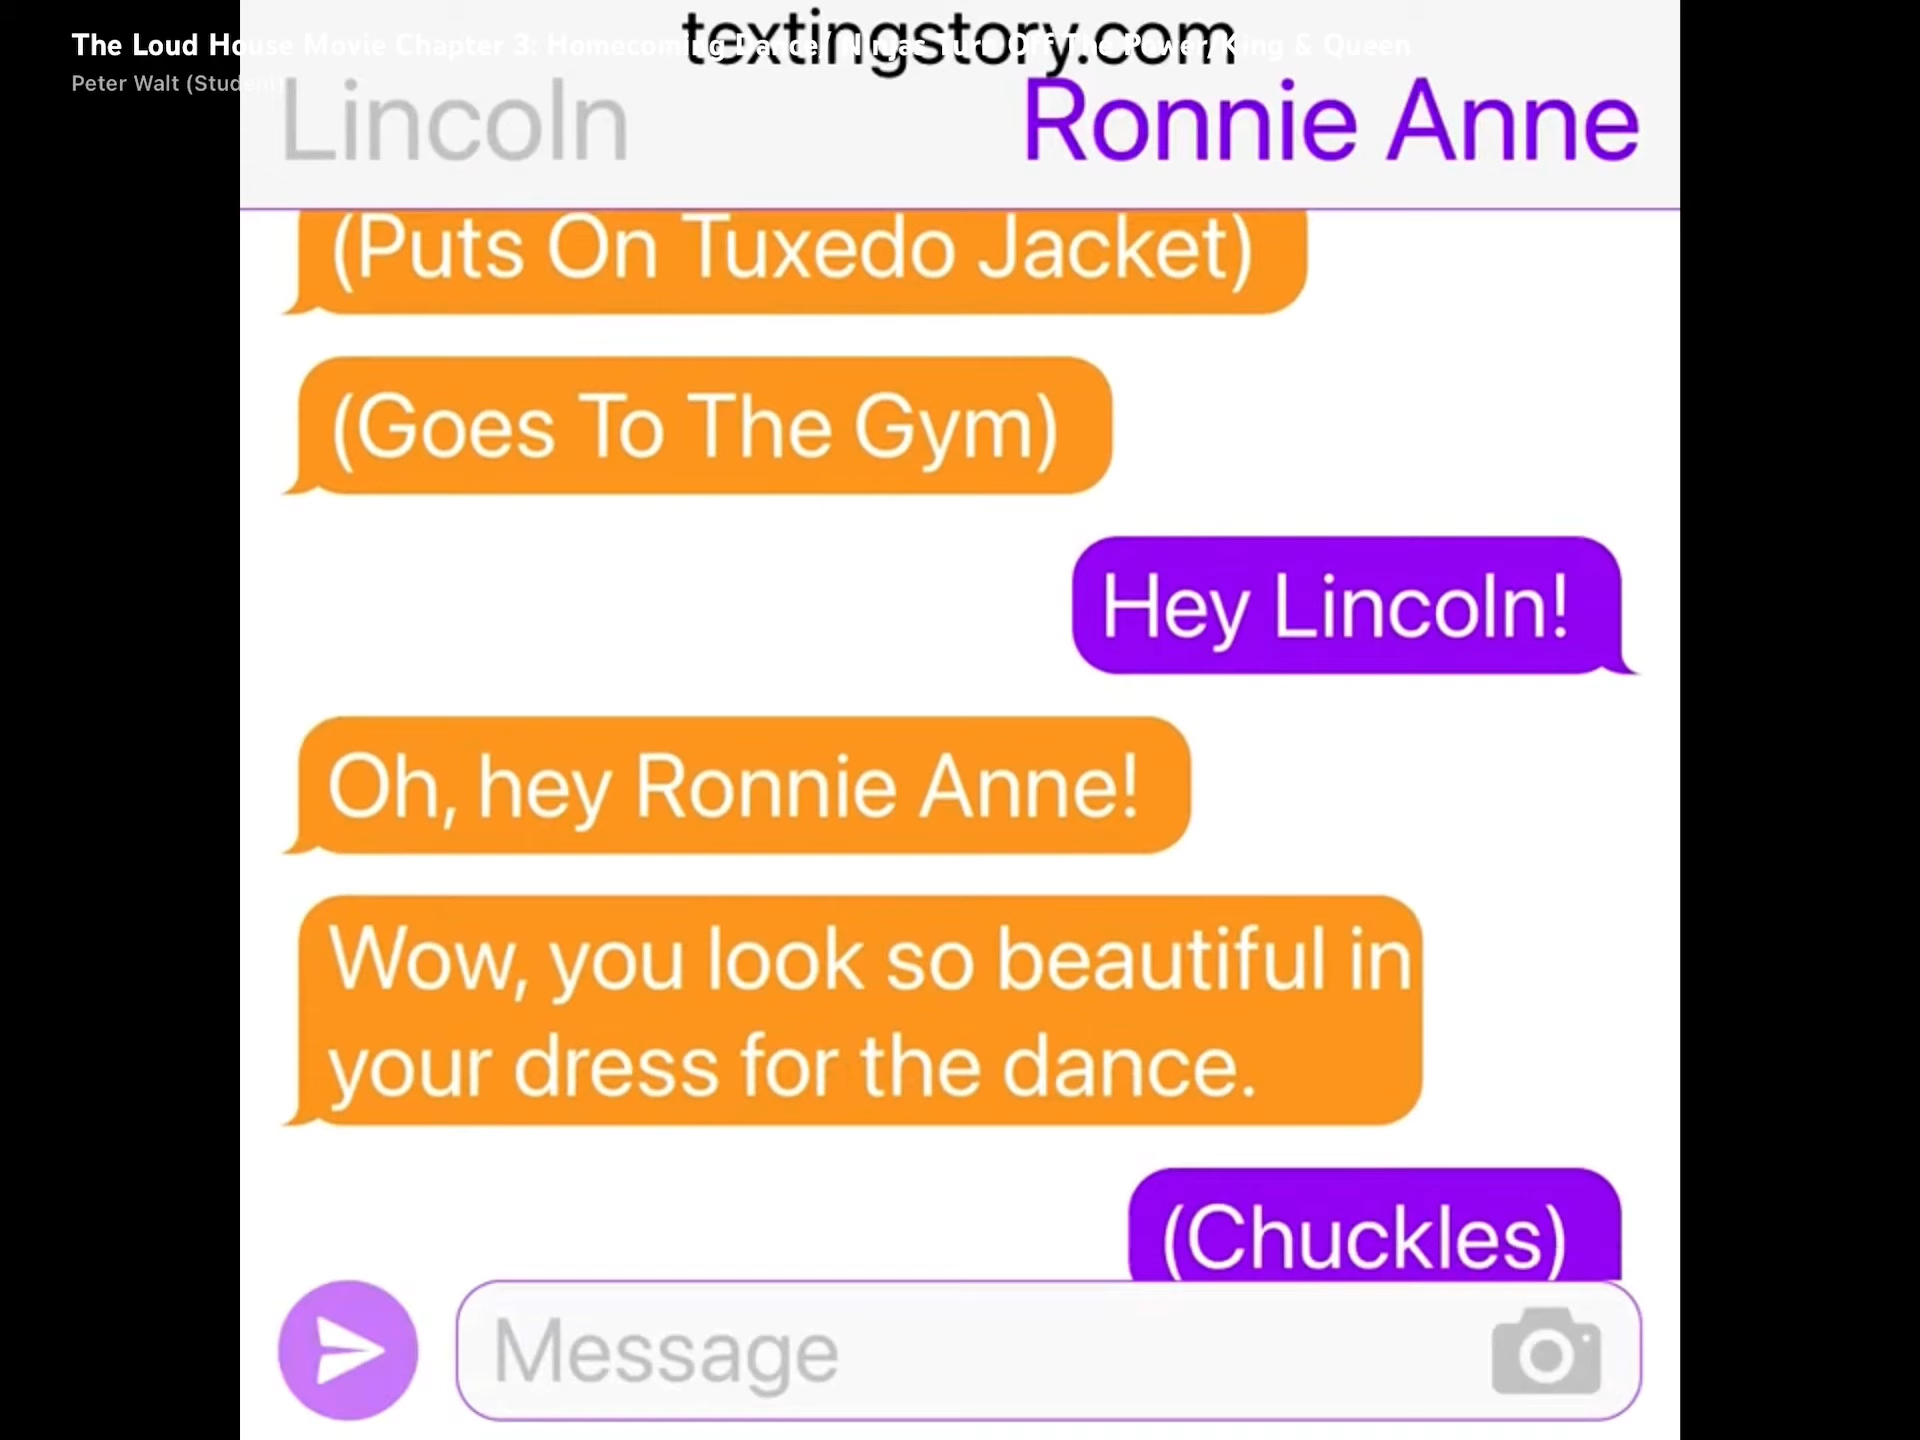 textingstory.com
The Loud House Movie Chapter 3: Homecoming Dance/ Ninjas Turn Off The Power/King & Queen
Peter Walt (Student)
Lincoln
Ronnie Anne
(Puts On Tuxedo Jacket)
(Goes To The Gym)
Hey Lincoln!
Oh, hey Ronnie Anne!
Wow, you look so beautiful in
your dress for the dance.
(Chuckles)
Message